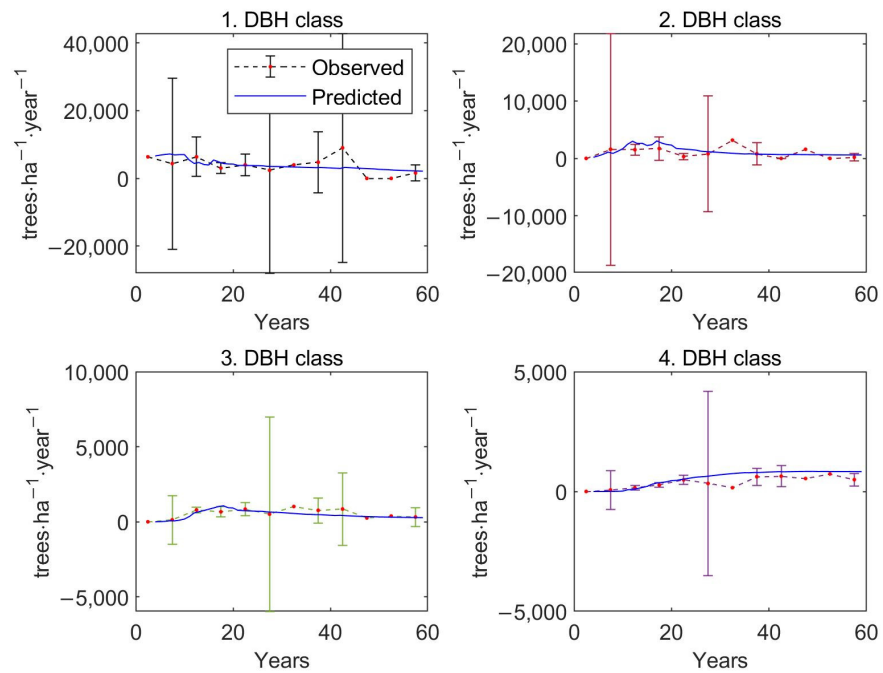 1. DBH class
40,000
20,000
0
−20,000
trees·ha⁻¹·year⁻¹
Observed
Predicted
0 20 40 60
Years
2. DBH class
20,000
10,000
0
−10,000
−20,000
trees·ha⁻¹·year⁻¹
0 20 40 60
Years
3. DBH class
10,000
5,000
0
−5,000
trees·ha⁻¹·year⁻¹
0 20 40 60
Years
4. DBH class
5,000
0
−5,000
trees·ha⁻¹·year⁻¹
0 20 40 60
Years